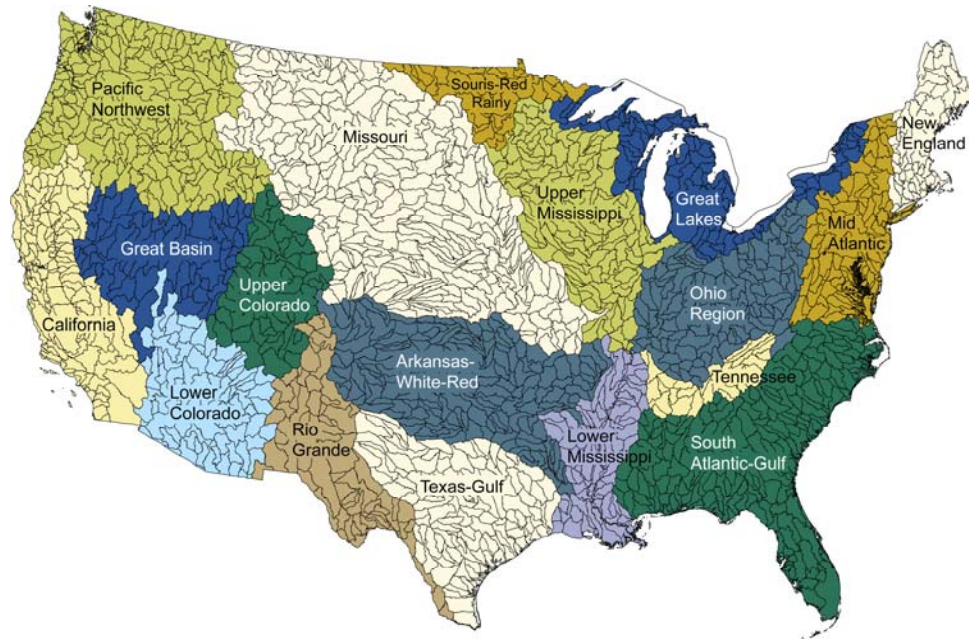 Pacific
Northwest
Missouri
Souris-Red
Rainy
New
England
Upper
Mississippi
Great
Lakes
Great Basin
Mid
Atlantic
Upper
Colorado
Ohio
Region
California
Arkansas-
White-Red
Tennessee
Lower
Colorado
Rio
Grande
Lower
Mississippi
South
Atlantic-Gulf
Texas-Gulf